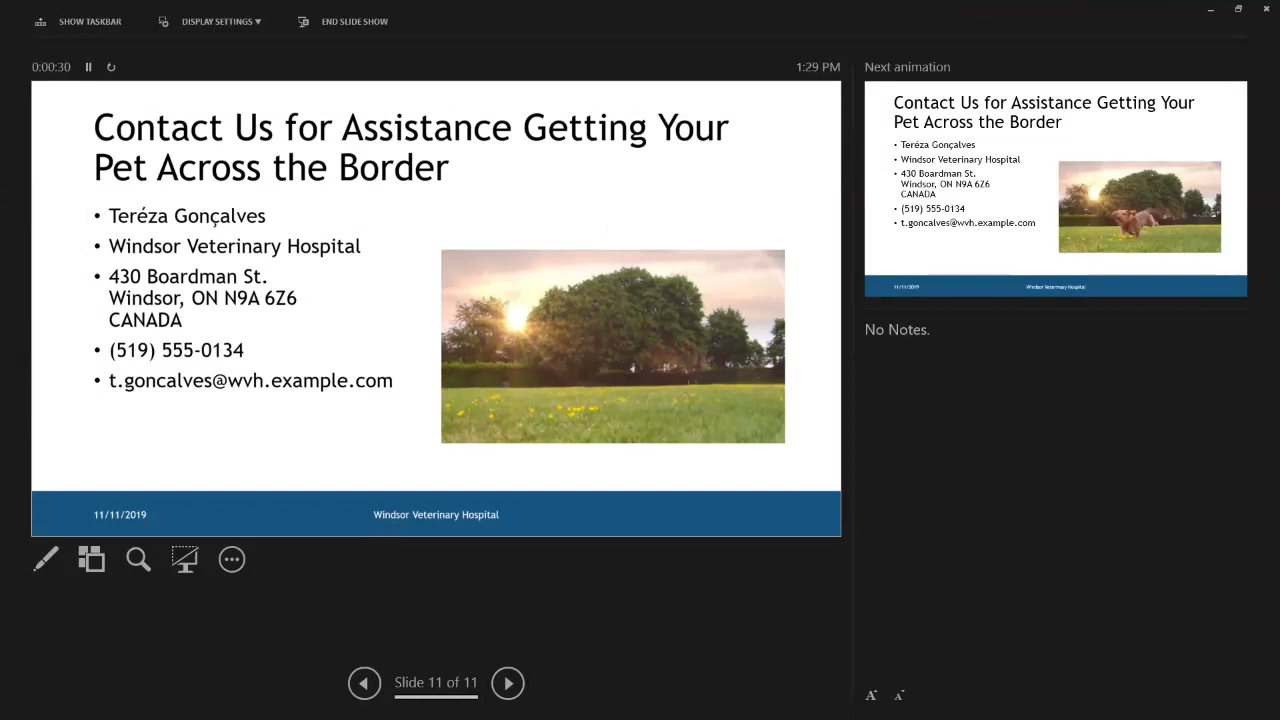 SHOW TASKBAR
DISPLAY SETTINGS ▼
END SLIDE SHOW
0:00:30
1:29 PM
Contact Us for Assistance Getting Your
Pet Across the Border
• Teréza Gonçalves
• Windsor Veterinary Hospital
• 430 Boardman St.
Windsor, ON N9A 6Z6
CANADA
• (519) 555-0134
• t.goncalves@wvh.example.com
11/11/2019
Windsor Veterinary Hospital
Slide 11 of 11
Next animation
Contact Us for Assistance Getting Your
Pet Across the Border
• Teréza Gonçalves
• Windsor Veterinary Hospital
• 430 Boardman St.
Windsor, ON N9A 6Z6
CANADA
• (519) 555-0134
• t.goncalves@wvh.example.com
11/11/2019
Windsor Veterinary Hospital
No Notes.
A A